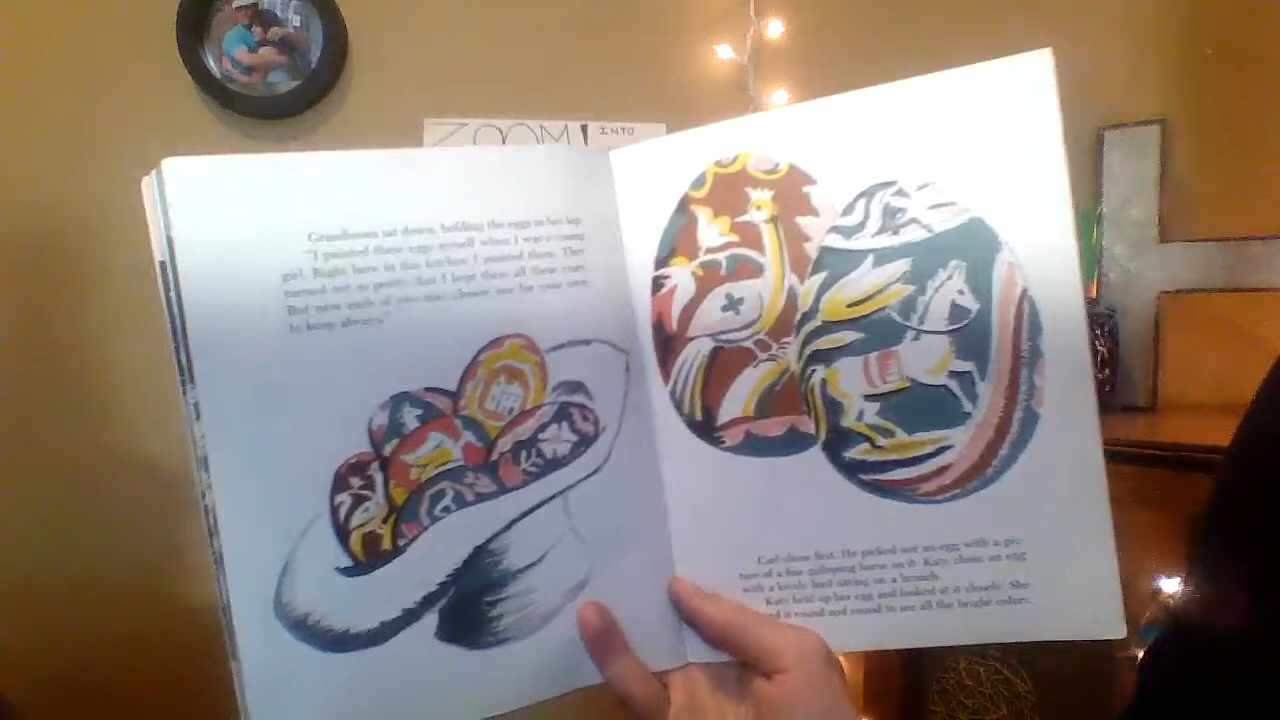 ZOOM! INTO
Grandmom sat down, holding the eggs in her lap.
"I painted these eggs myself when I was a young
girl. Right here in this kitchen I painted them. They
turned out so pretty that I kept them all these years.
But now each of you may choose one for your own
to keep always."
Carl chose first. He picked out an egg with a pic-
ture of a fine galloping horse on it. Katy chose an egg
with a lovely bird sitting on a branch.
Katy held up her egg and looked at it closely. She
it round and round to see all the bright colors.